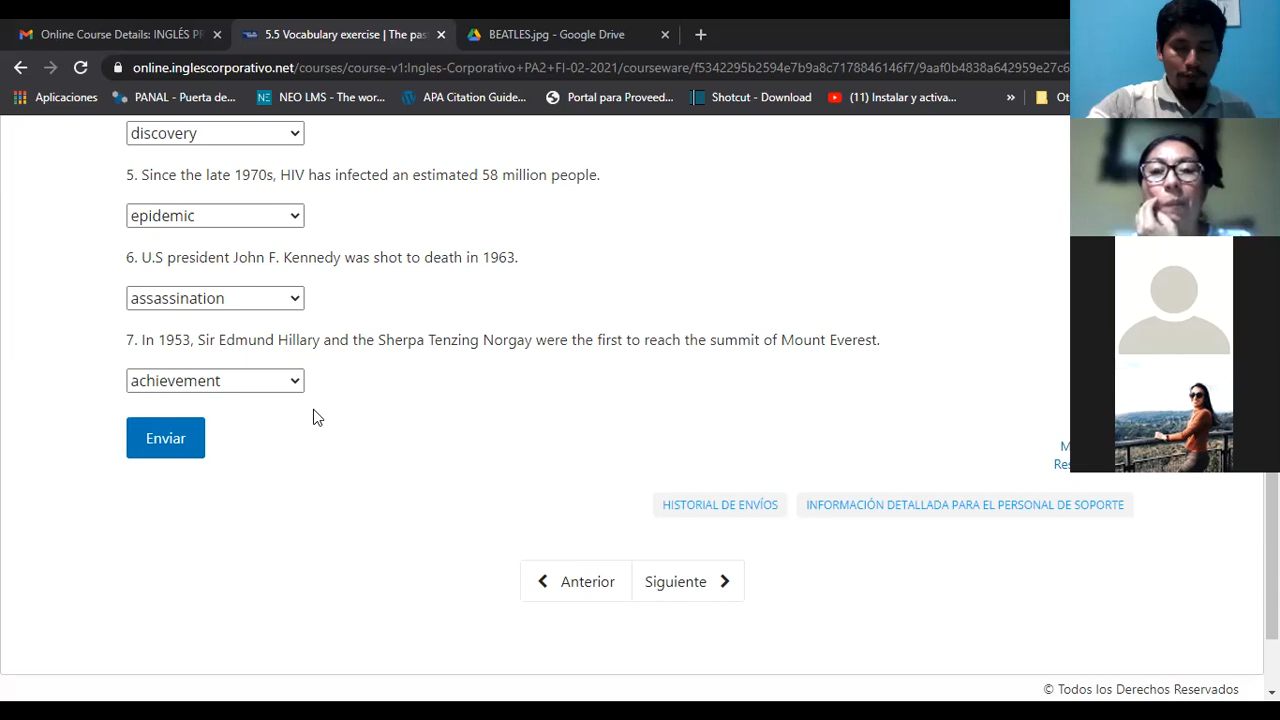 Online Course Details: INGLÉS PR
5.5 Vocabulary exercise | The pas
BEATLES.jpg - Google Drive
online.inglescorporativo.net/courses/course-v1:Ingles-Corporativo+PA2+FI-02-2021/courseware/f5342295b2594e7b9a8c7178846146f7/9aaf0b4838a642959e27c6
Aplicaciones
PANAL - Puerta de...
NEO LMS - The wor...
APA Citation Guide...
Portal para Proveed...
Shotcut - Download
(11) Instalar y activa...
»
Ot
discovery
5. Since the late 1970s, HIV has infected an estimated 58 million people.
epidemic
6. U.S president John F. Kennedy was shot to death in 1963.
assassination
7. In 1953, Sir Edmund Hillary and the Sherpa Tenzing Norgay were the first to reach the summit of Mount Everest.
achievement
Enviar
M
Res
HISTORIAL DE ENVÍOS
INFORMACIÓN DETALLADA PARA EL PERSONAL DE SOPORTE
Anterior
Siguiente
© Todos los Derechos Reservados